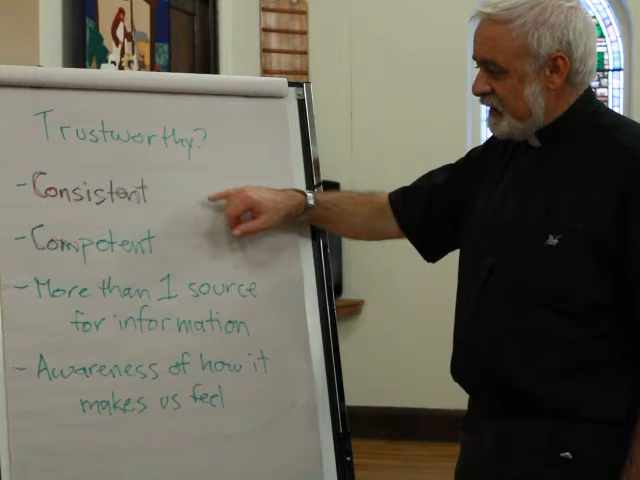 Trustworthy?
- Consistent
- Competent
- More than 1 source
for information
- Awareness of how it
makes us feel